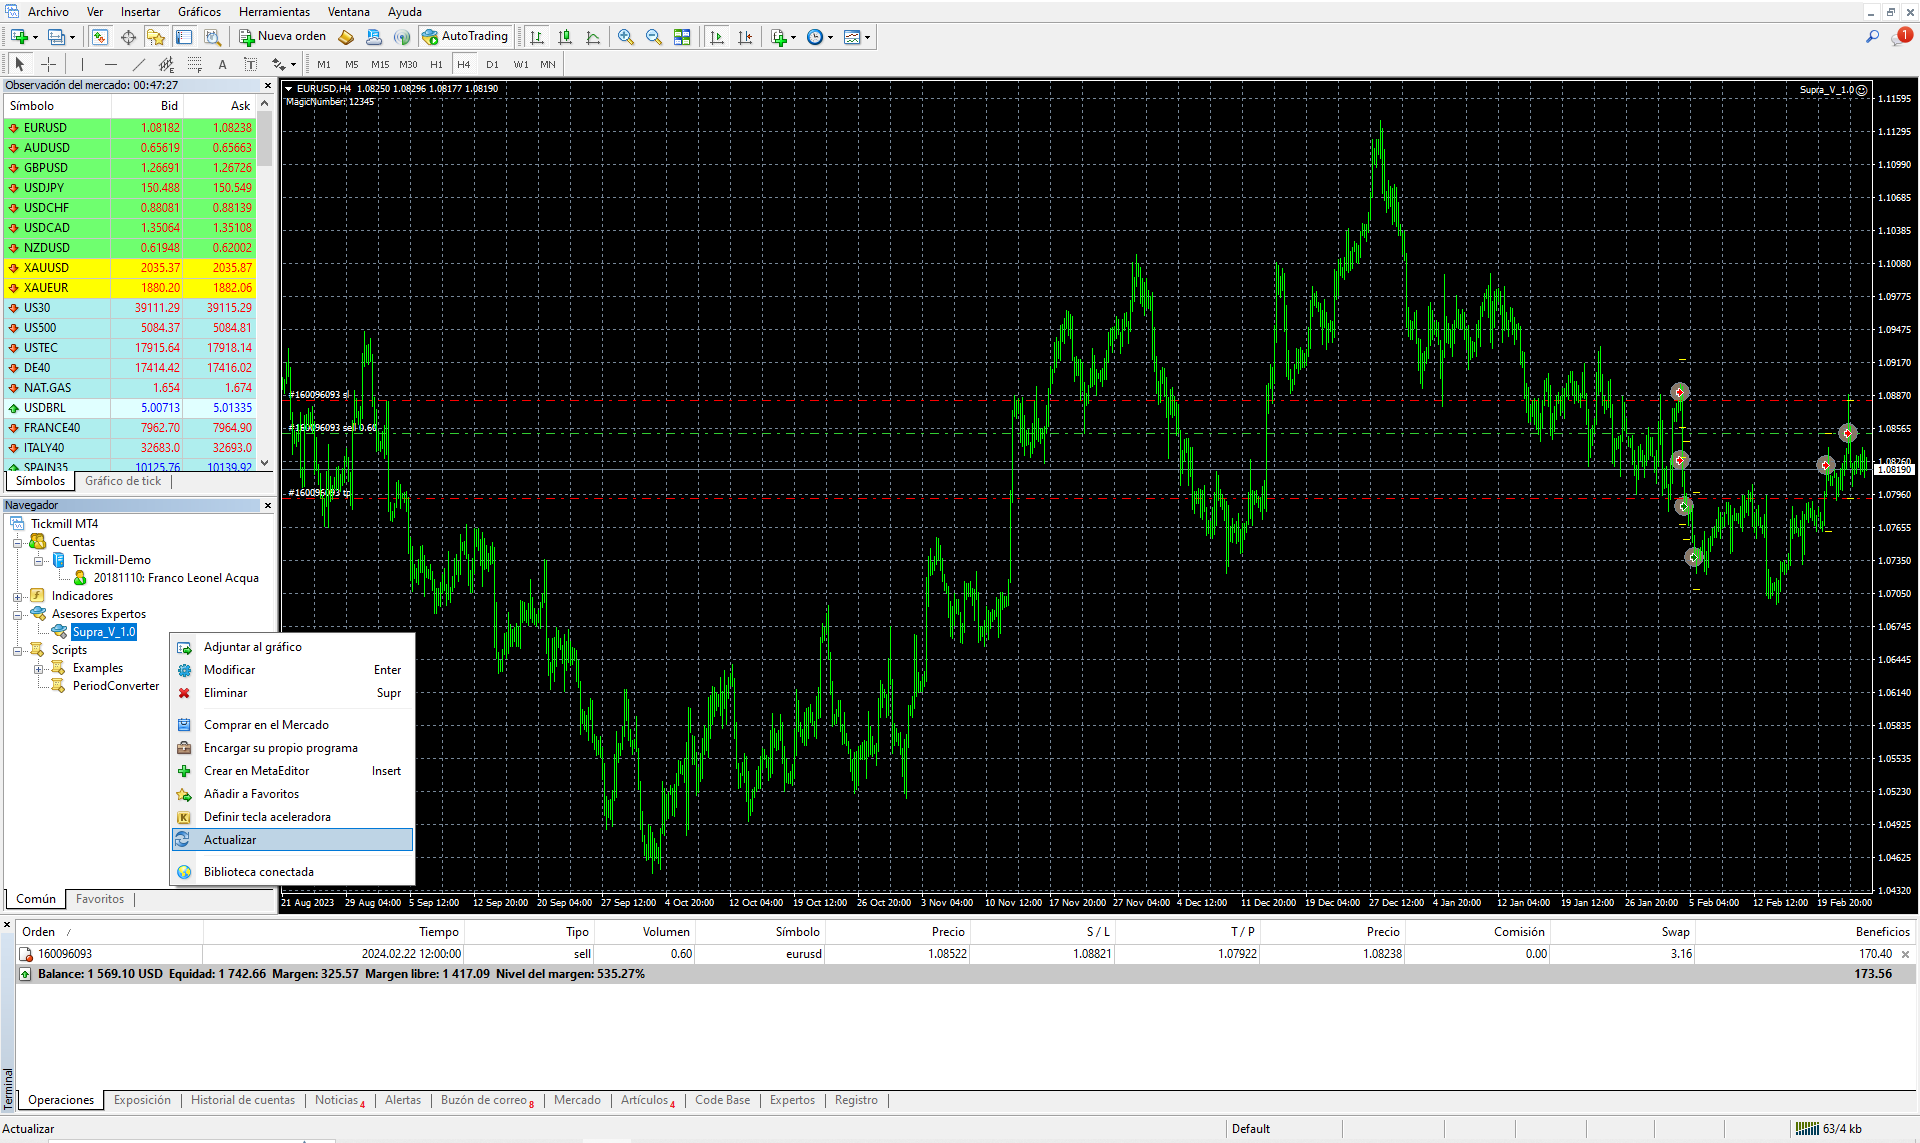 Archivo Ver Insertar Gráficos Herramientas Ventana Ayuda
Nueva orden AutoTrading 1
A T M1 M5 M15 M30 H1 H4 D1 W1 MN
Observación del mercado: 00:47:27
Símbolo Bid Ask
EURUSD 1.08182 1.08238
AUDUSD 0.65619 0.65663
GBPUSD 1.26691 1.26726
USDJPY 150.488 150.549
USDCHF 0.88081 0.88139
USDCAD 1.35064 1.35108
NZDUSD 0.61948 0.62002
XAUUSD 2035.37 2035.87
XAUEUR 1880.20 1882.06
US30 39111.29 39115.29
US500 5084.37 5084.81
USTEC 17915.64 17918.14
DE40 17414.42 17416.02
NAT.GAS 1.654 1.674
USDBRL 5.00713 5.01335
FRANCE40 7962.70 7964.90
ITALY40 32683.0 32693.0
SPAIN35 10125.76 10139.92
Símbolos Gráfico de tick
Navegador
Tickmill MT4
Cuentas
Tickmill-Demo
20181110: Franco Leonel Acqua
Indicadores
Asesores Expertos
Supra_V_1.0
Scripts
Examples
PeriodConverter
Adjuntar al gráfico
Modificar Enter
Eliminar Supr
Comprar en el Mercado
Encargar su propio programa
Crear en MetaEditor Insert
Añadir a Favoritos
Definir tecla aceleradora
Actualizar
Biblioteca conectada
Común Favoritos
EURUSD,H4 1.08250 1.08296 1.08177 1.08190
MagicNumber: 12345
Supra_V_1.0
#160096093 sl
#160096093 sell 0.60
#160096093 tp
1.11595
1.11295
1.10990
1.10685
1.10385
1.10080
1.09775
1.09475
1.09170
1.08870
1.08565
1.08260
1.08190
1.07960
1.07655
1.07350
1.07050
1.06745
1.06445
1.06140
1.05835
1.05535
1.05230
1.04925
1.04625
1.04320
21 Aug 2023 29 Aug 04:00 5 Sep 12:00 12 Sep 20:00 20 Sep 04:00 27 Sep 12:00 4 Oct 20:00 12 Oct 04:00 19 Oct 12:00 26 Oct 20:00 3 Nov 04:00 10 Nov 12:00 17 Nov 20:00 27 Nov 04:00 4 Dec 12:00 11 Dec 20:00 19 Dec 04:00 27 Dec 12:00 4 Jan 20:00 12 Jan 04:00 19 Jan 12:00 26 Jan 20:00 5 Feb 04:00 12 Feb 12:00 19 Feb 20:00
Orden / Tiempo Tipo Volumen Símbolo Precio S / L T / P Precio Comisión Swap Beneficios
160096093 2024.02.22 12:00:00 sell 0.60 eurusd 1.08522 1.08821 1.07922 1.08238 0.00 3.16 170.40
Balance: 1 569.10 USD Equidad: 1 742.66 Margen: 325.57 Margen libre: 1 417.09 Nivel del margen: 535.27% 173.56
Terminal
Operaciones Exposición Historial de cuentas Noticias 4 Alertas Buzón de correo 8 Mercado Artículos 4 Code Base Expertos Registro
Actualizar Default 63/4 kb